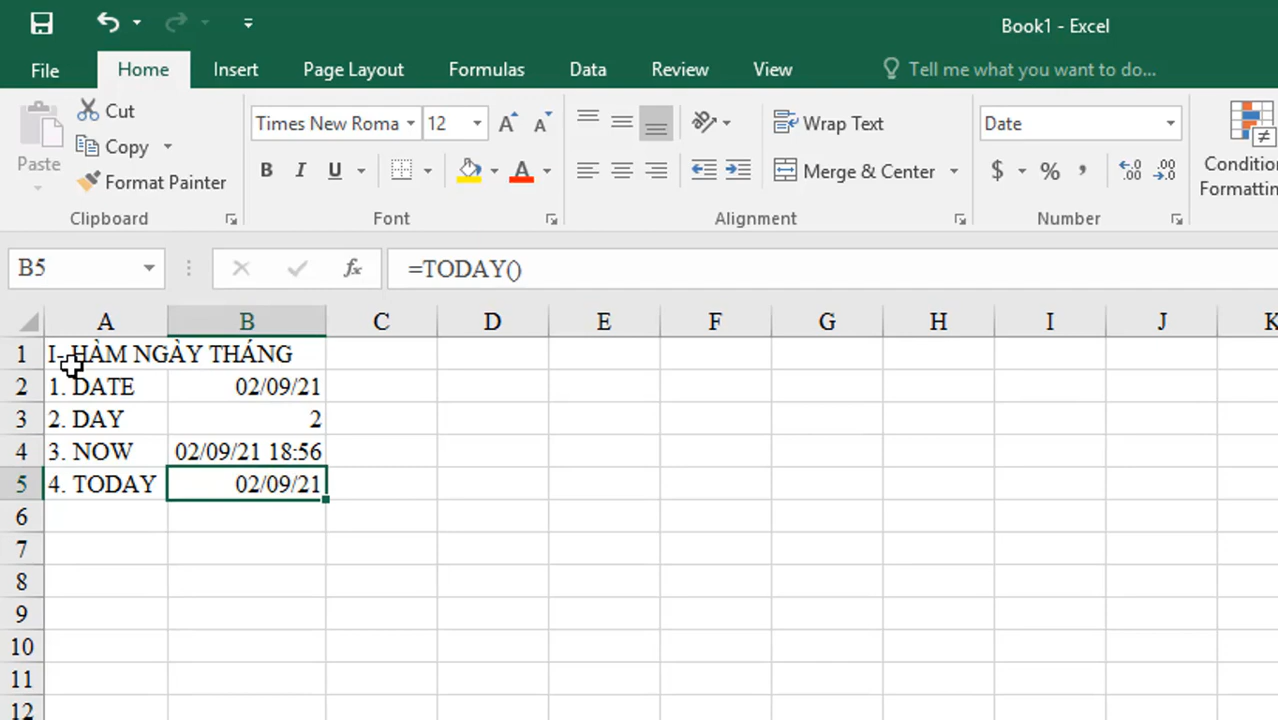 Book1 - Excel
File Home Insert Page Layout Formulas Data Review View Tell me what you want to do...
Cut
Copy
Format Painter
Paste
Clipboard
Times New Roma 12
B I U A
Font
Wrap Text
Merge & Center
Alignment
Date
$ % ,
.00
Number
Condition
Formatting
B5 fx =TODAY()
A B C D E F G H I J K
1 I- HÀM NGÀY THÁNG
2 1. DATE 02/09/21
3 2. DAY 2
4 3. NOW 02/09/21 18:56
5 4. TODAY 02/09/21
6
7
8
9
10
11
12